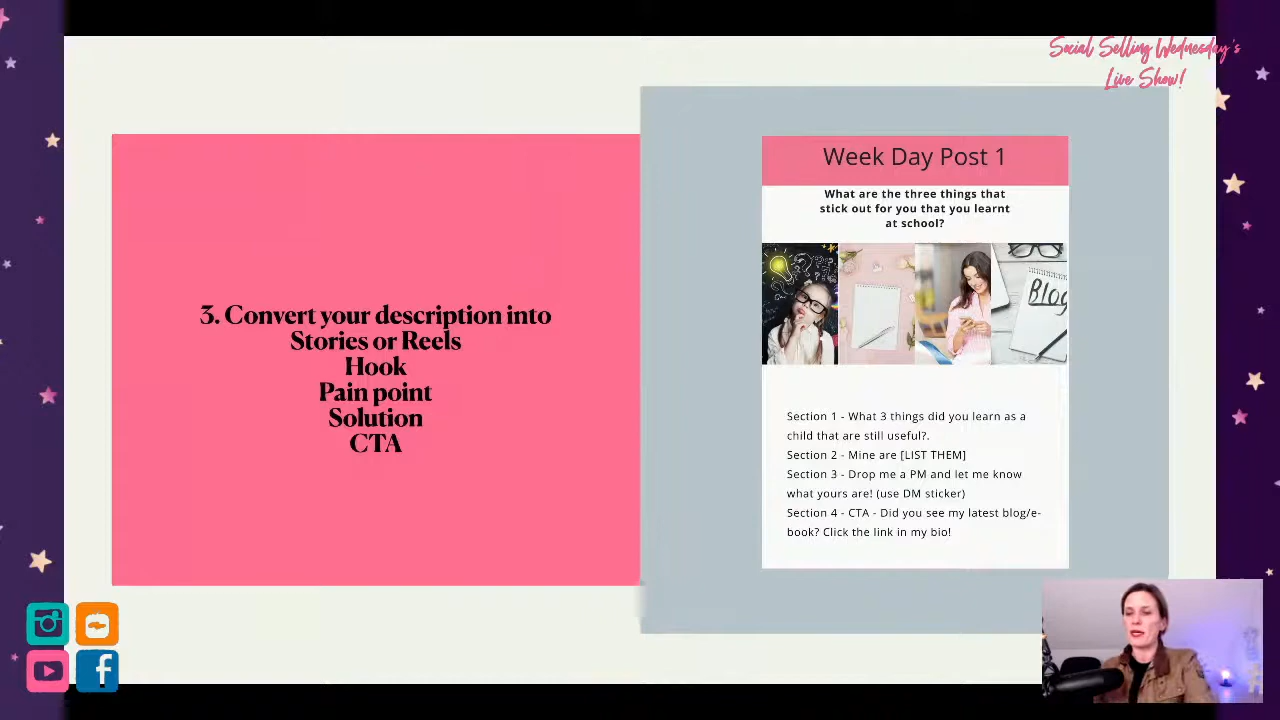 Social Selling Wednesday's
Live Show!
3. Convert your description into
Stories or Reels
Hook
Pain point
Solution
CTA
Week Day Post 1
What are the three things that
stick out for you that you learnt
at school?
Blog
Section 1 - What 3 things did you learn as a
child that are still useful?.
Section 2 - Mine are [LIST THEM]
Section 3 - Drop me a PM and let me know
what yours are! (use DM sticker)
Section 4 - CTA - Did you see my latest blog/e-
book? Click the link in my bio!
f